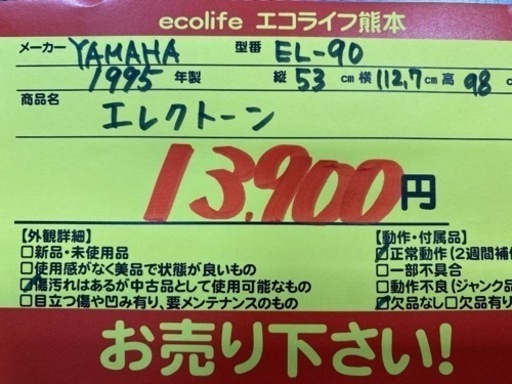 ecolife エコライフ熊本
メーカー YAMAHA 型番 EL-90
1995 年製 縦 53 cm 横 112,7 cm 高 98 c
商品名 エレクトーン
13,900円
【外観詳細】 【動作・付属品】
□新品・未使用品 ☑正常動作(2週間補
□使用感がなく美品で状態が良いもの □一部不具合
☑傷汚れはあるが中古品として使用可能なもの □動作不良(ジャンク品
□目立つ傷や凹み有り、要メンテナンスのもの ☑欠品なし□欠品有り
お売り下さい!